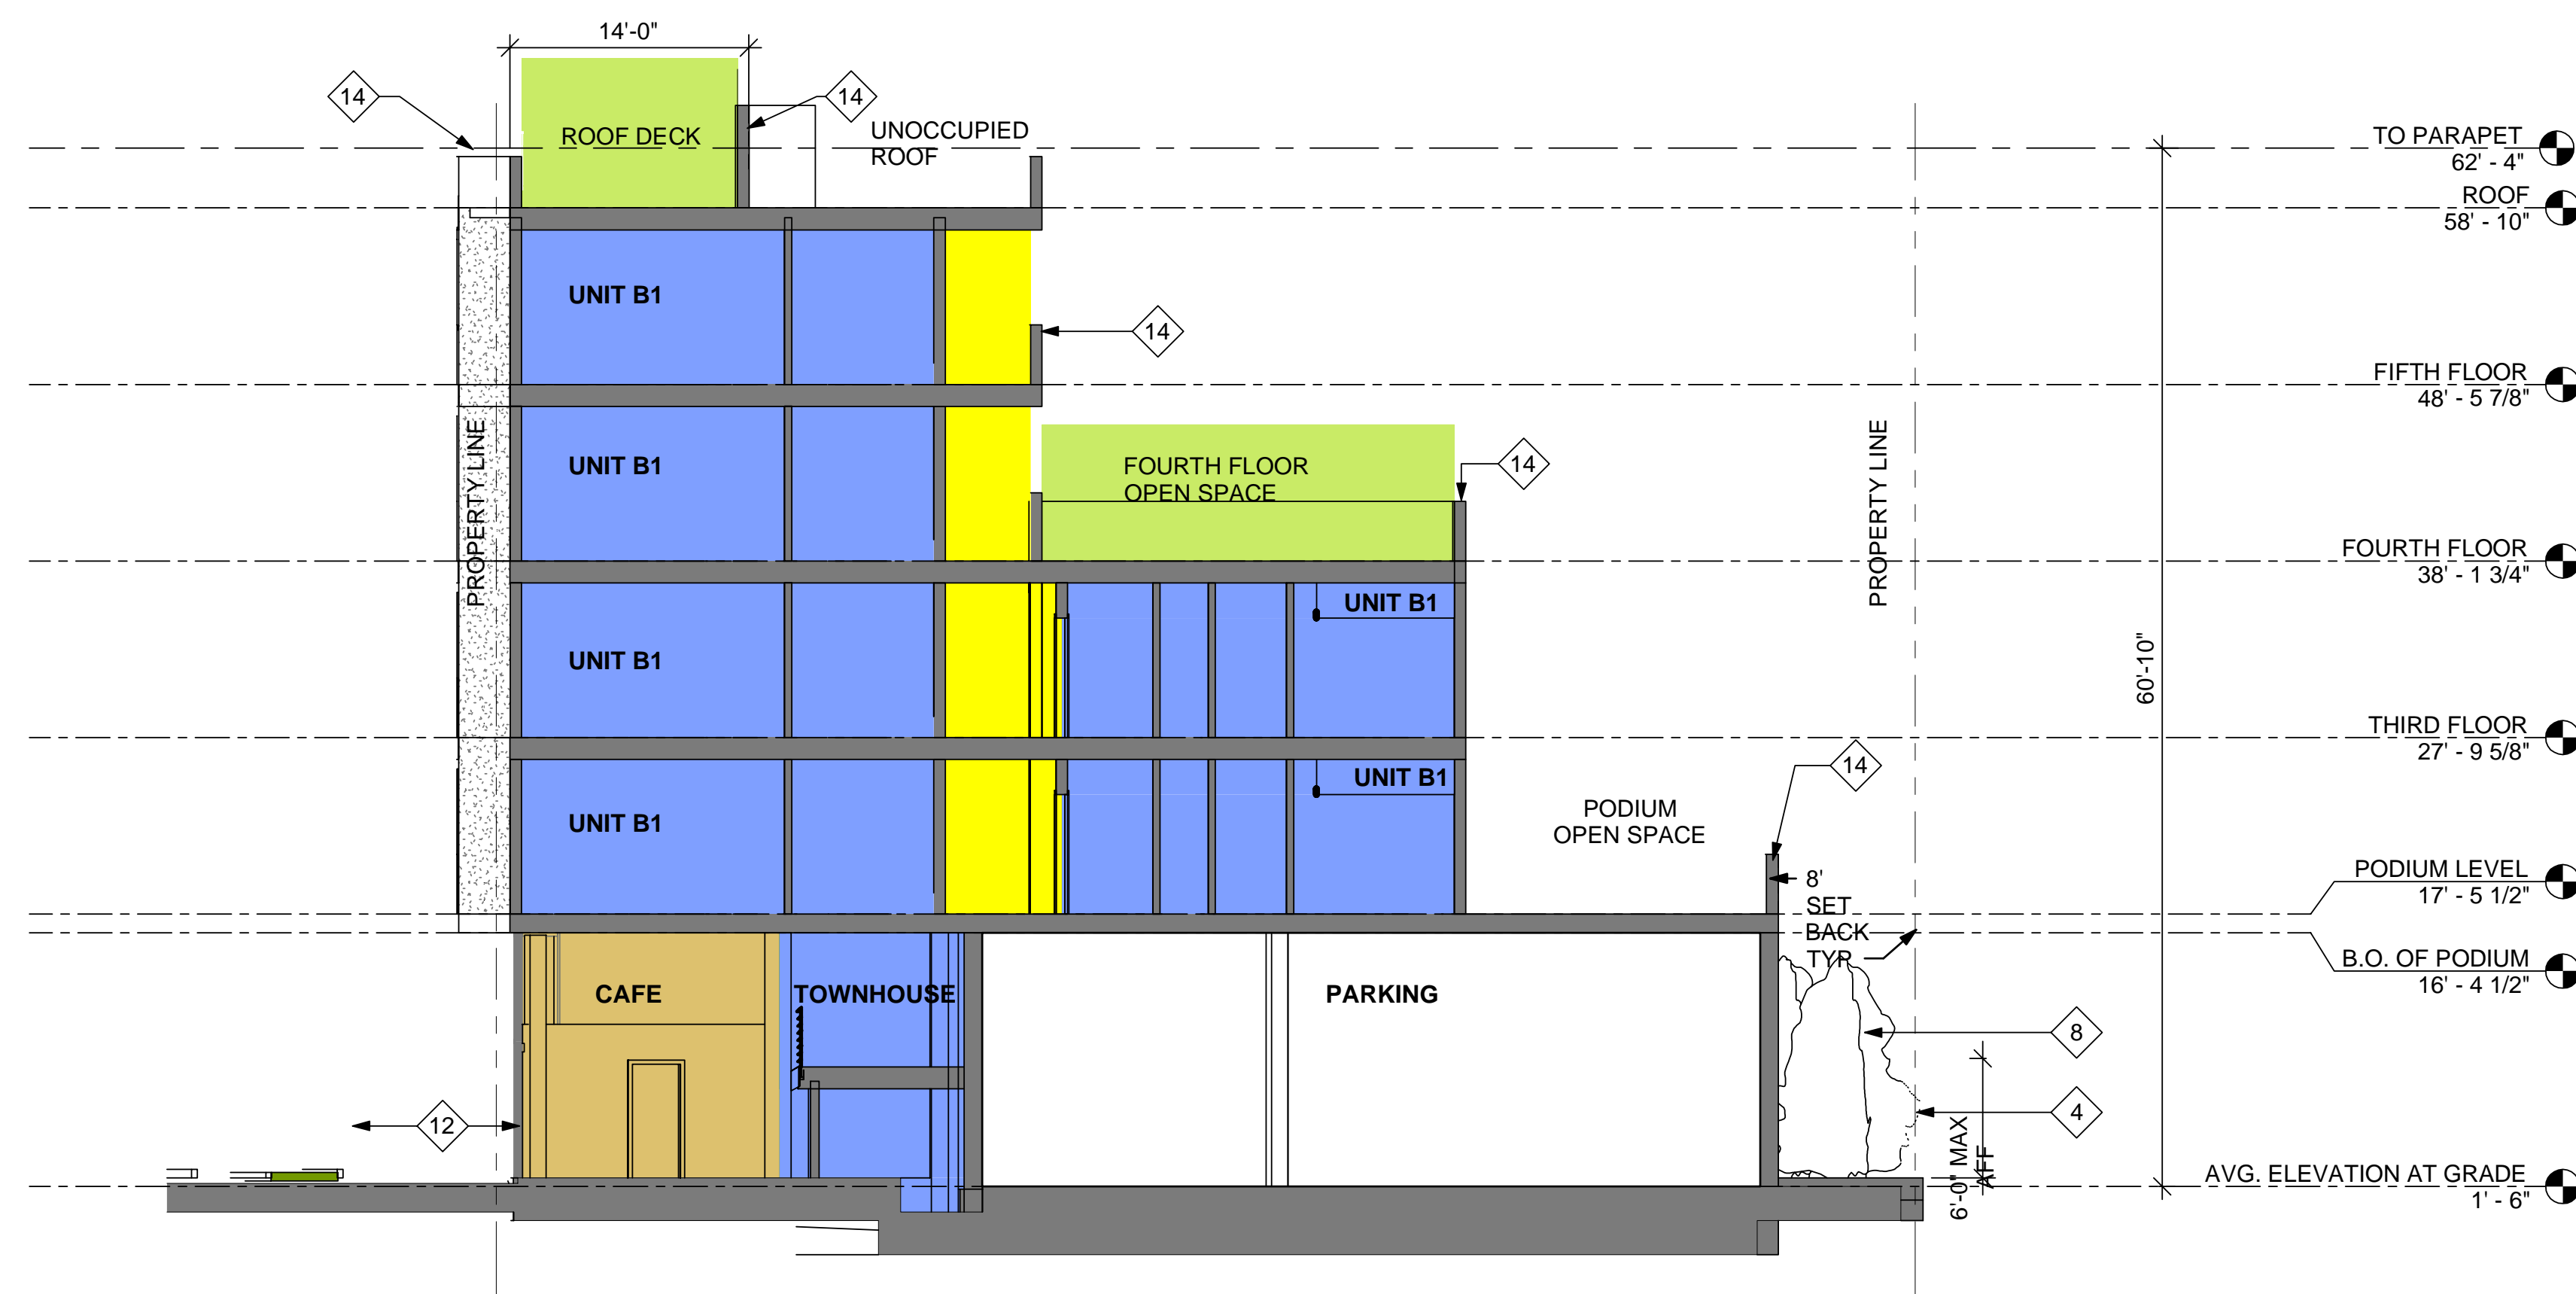 14'-0"
14
14
ROOF DECK
UNOCCUPIED
ROOF
TO PARAPET
62' - 4"
ROOF
58' - 10"
UNIT B1
14
FIFTH FLOOR
48' - 5 7/8"
PROPERTY LINE
UNIT B1
FOURTH FLOOR
OPEN SPACE
14
PROPERTY LINE
FOURTH FLOOR
38' - 1 3/4"
UNIT B1
UNIT B1
60'-10"
THIRD FLOOR
27' - 9 5/8"
UNIT B1
UNIT B1
PODIUM
OPEN SPACE
14
8'
SET
BACK
TYP
PODIUM LEVEL
17' - 5 1/2"
B.O. OF PODIUM
16' - 4 1/2"
CAFE
TOWNHOUSE
PARKING
8
4
12
6'-0" MAX
AFF
AVG. ELEVATION AT GRADE
1' - 6"